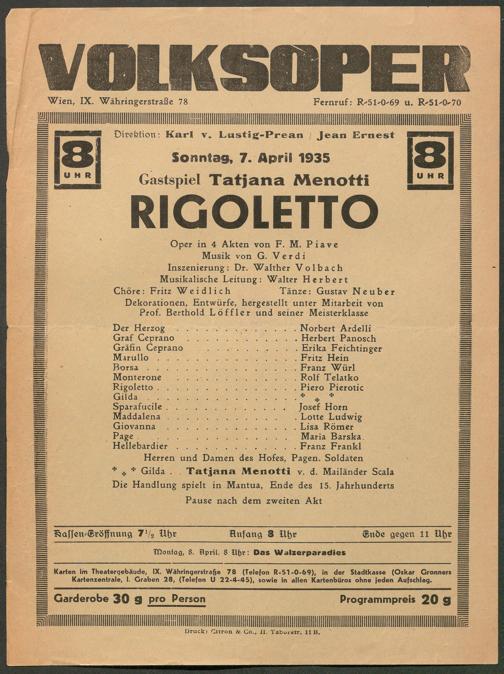 VOLKSOPER
Wien, IX. Währingerstraße 78 Fernruf: R-51-0-69 u. R-51-0-70
8 UHR
Direktion: Karl v. Lustig-Prean / Jean Ernest
8 UHR
Sonntag, 7. April 1935
Gastspiel Tatjana Menotti
RIGOLETTO
Oper in 4 Akten von F. M. Piave
Musik von G. Verdi
Inszenierung: Dr. Walther Volbach
Musikalische Leitung: Walter Herbert
Chöre: Fritz Weidlich Tänze: Gustav Neuber
Dekorationen, Entwürfe, hergestellt unter Mitarbeit von
Prof. Berthold Löffler und seiner Meisterklasse
Der Herzog . . . . . . . . . . . Norbert Ardelli
Graf Ceprano . . . . . . . . . . . Herbert Panosch
Gräfin Ceprano . . . . . . . . . . Erika Feichtinger
Marullo . . . . . . . . . . . . Fritz Hein
Borsa . . . . . . . . . . . . . Franz Würl
Monterone . . . . . . . . . . . Rolf Telatko
Rigoletto . . . . . . . . . . . . Piero Pierotic
Gilda . . . . . . . . . . . . . * * *
Sparafucile . . . . . . . . . . . Josef Horn
Maddalena . . . . . . . . . . . Lotte Ludwig
Giovanna . . . . . . . . . . . . Lisa Römer
Page . . . . . . . . . . . . . Maria Barska
Hellebardier . . . . . . . . . . . Franz Frankl
Herren und Damen des Hofes, Pagen, Soldaten
* * * Gilda . . Tatjana Menotti v. d. Mailänder Scala
Die Handlung spielt in Mantua, Ende des 15. Jahrhunderts
Pause nach dem zweiten Akt
Kassen-Eröffnung 7½ Uhr Anfang 8 Uhr Ende gegen 11 Uhr
Montag, 8. April, 8 Uhr: Das Walzerparadies
Karten im Theatergebäude, IX. Währingerstraße 78 (Telefon R-51-0-69), in der Stadtkasse (Oskar Gronners
Kartenzentrale, I. Graben 28, (Telefon U 22-4-45), sowie in allen Kartenbüros ohne jeden Aufschlag.
Garderobe 30 g pro Person Programmpreis 20 g
Druck: Citron & Co., II. Taborstr. 11 B.